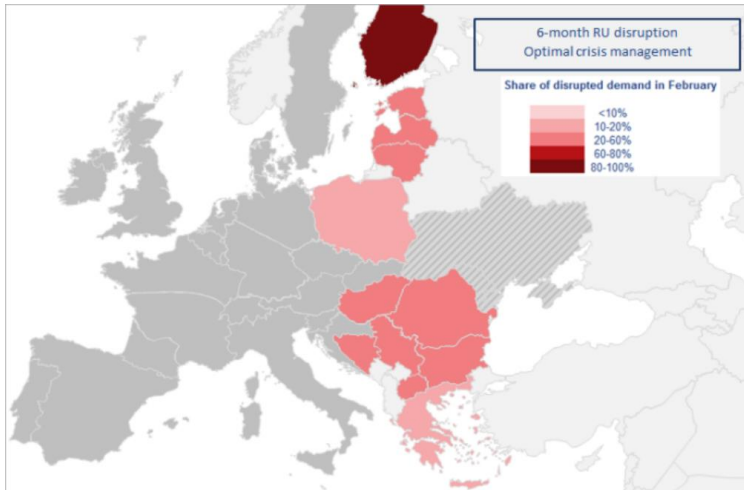 6-month RU disruption
Optimal crisis management
Share of disrupted demand in February
<10%
10-20%
20-60%
60-80%
80-100%